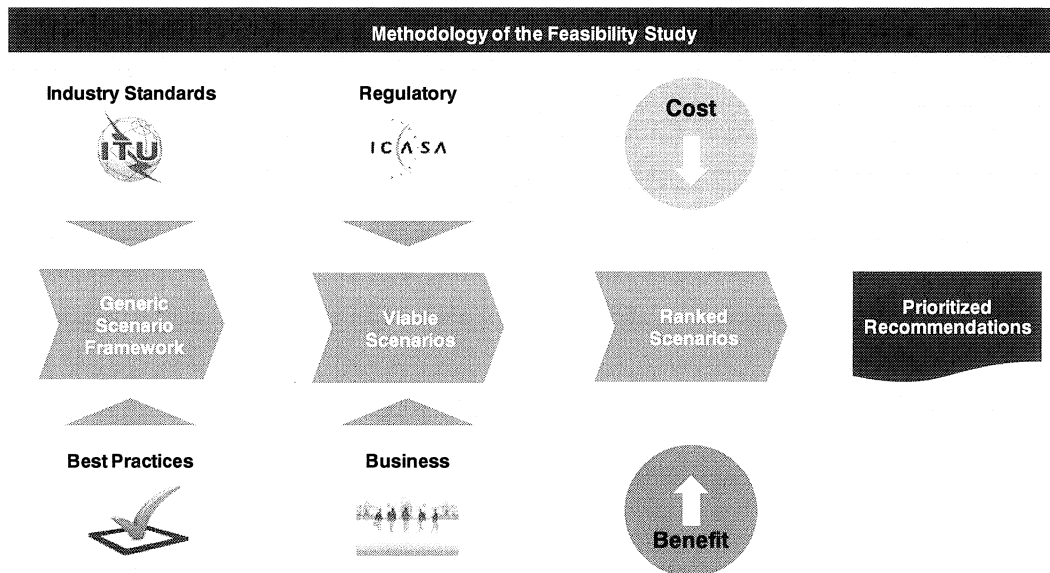 Methodology of the Feasibility Study
Industry Standards
ITU
Regulatory
ICASA
Cost
Generic
Scenario
Framework
Viable
Scenarios
Ranked
Scenarios
Prioritized
Recommendations
Best Practices
Business
Benefit